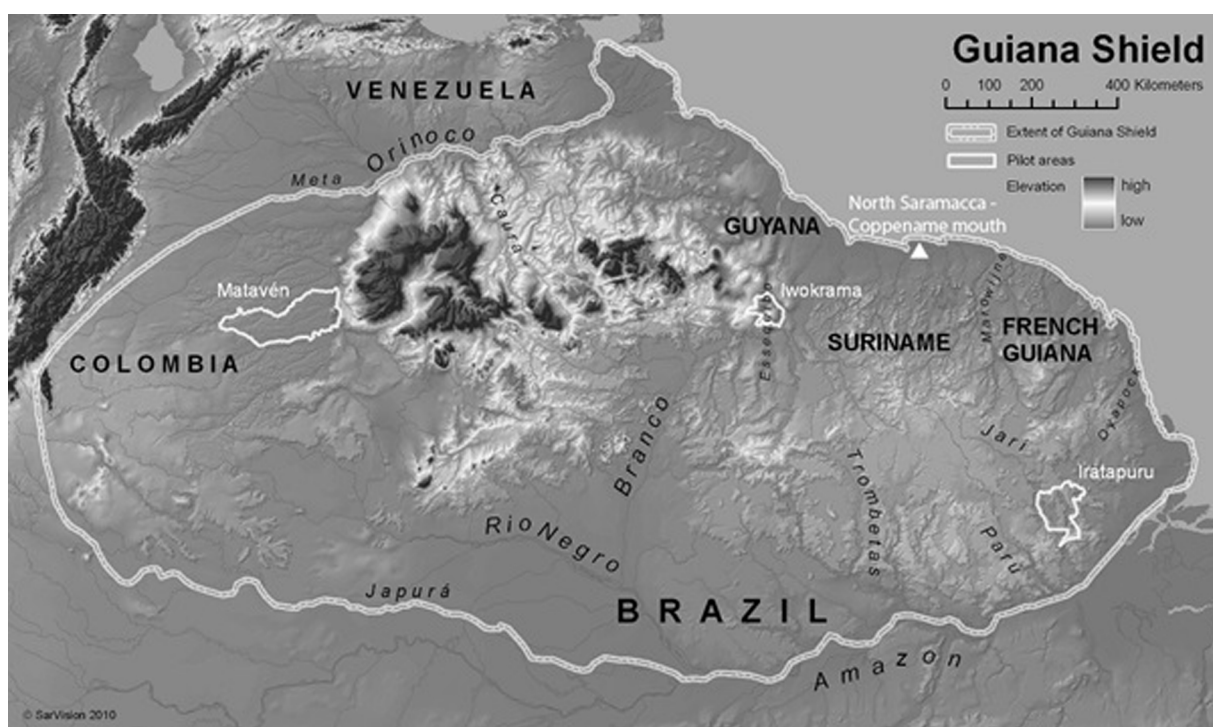 Guiana Shield
0 100 200 400 Kilometers
Extent of Guiana Shield
Pilot areas
Elevation
high
low
VENEZUELA
Orinoco
Meta
Caura
GUYANA
North Saramacca -
Coppename mouth
Matavén
Iwokrama
Essequibo
Marowijne
SURINAME
FRENCH
GUIANA
COLOMBIA
Oyapock
Branco
Jari
Trombetas
Iratapuru
Rio Negro
Paru
Japurá
BRAZIL
Amazon
© SarVision 2010